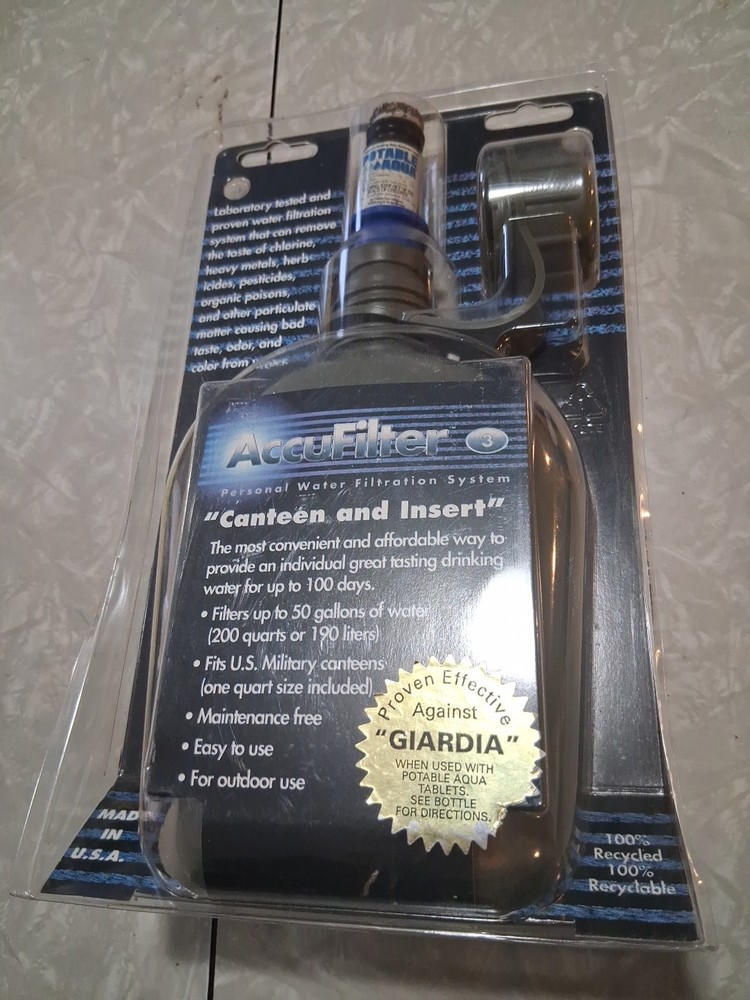 POTABLE
AQUA
Laboratory tested and
proven water filtration
system that can remove
the taste of chlorine,
heavy metals, herb-
icides, pesticides,
organic poisons,
and other particulate
matter causing bad
taste, odor, and
color from
AccuFilter 3
Personal Water Filtration System
"Canteen and Insert"
The most convenient and affordable way to
provide an individual great tasting drinking
water for up to 100 days.
• Filters up to 50 gallons of water
(200 quarts or 190 liters)
• Fits U.S. Military canteens
(one quart size included)
• Maintenance free
• Easy to use
• For outdoor use
Proven Effective
Against
"GIARDIA"
WHEN USED WITH
POTABLE AQUA
TABLETS.
SEE BOTTLE
FOR DIRECTIONS.
MAD
IN
U.S.A.
100%
Recycled
100%
Recyclable